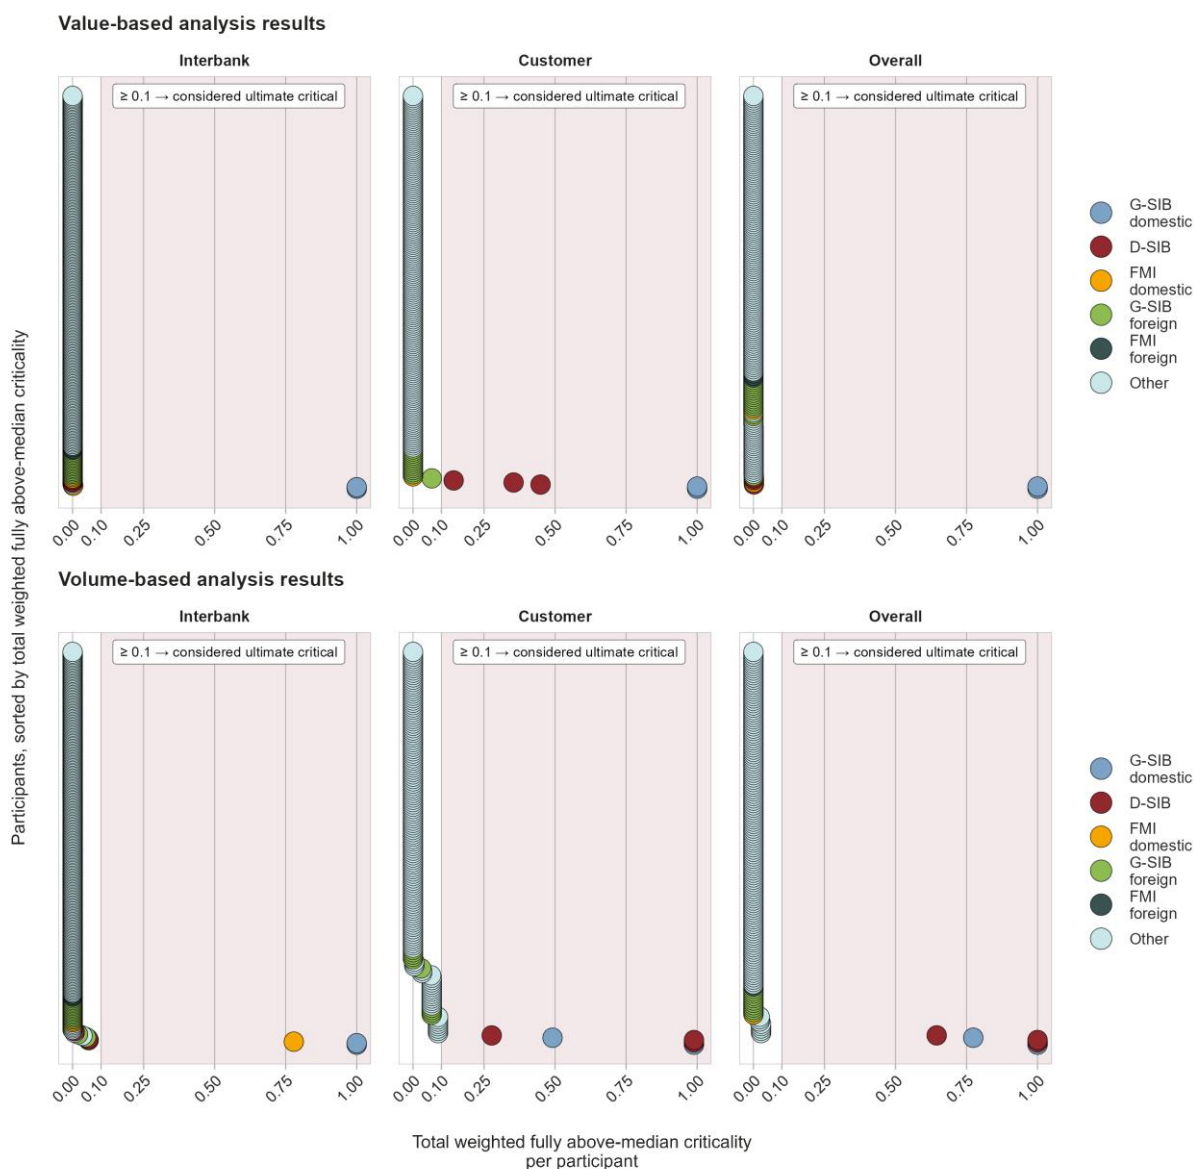 Value-based analysis results
Interbank
Customer
Overall
≥ 0.1 → considered ultimate critical
≥ 0.1 → considered ultimate critical
≥ 0.1 → considered ultimate critical
G-SIB
domestic
D-SIB
FMI
domestic
G-SIB
foreign
FMI
foreign
Other
0.00
0.10
0.25
0.50
0.75
1.00
0.00
0.10
0.25
0.50
0.75
1.00
0.00
0.10
0.25
0.50
0.75
1.00
Participants, sorted by total weighted fully above-median criticality
Volume-based analysis results
Interbank
Customer
Overall
≥ 0.1 → considered ultimate critical
≥ 0.1 → considered ultimate critical
≥ 0.1 → considered ultimate critical
G-SIB
domestic
D-SIB
FMI
domestic
G-SIB
foreign
FMI
foreign
Other
0.00
0.10
0.25
0.50
0.75
1.00
0.00
0.10
0.25
0.50
0.75
1.00
0.00
0.10
0.25
0.50
0.75
1.00
Total weighted fully above-median criticality
per participant